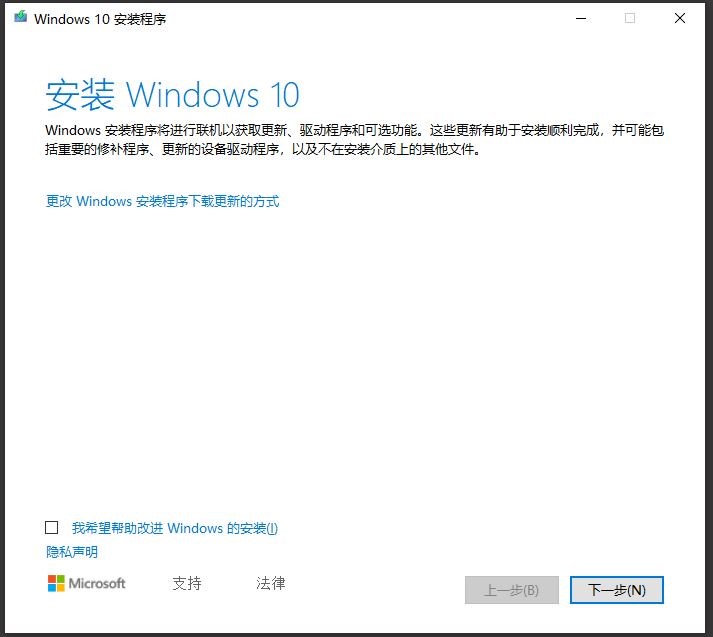 Windows 10 安装程序
安装 Windows 10
Windows 安装程序将进行联机以获取更新、驱动程序和可选功能。这些更新有助于安装顺利完成，并可能包
括重要的修补程序、更新的设备驱动程序，以及不在安装介质上的其他文件。
更改 Windows 安装程序下载更新的方式
我希望帮助改进 Windows 的安装(I)
隐私声明
Microsoft 支持 法律 上一步(B) 下一步(N)